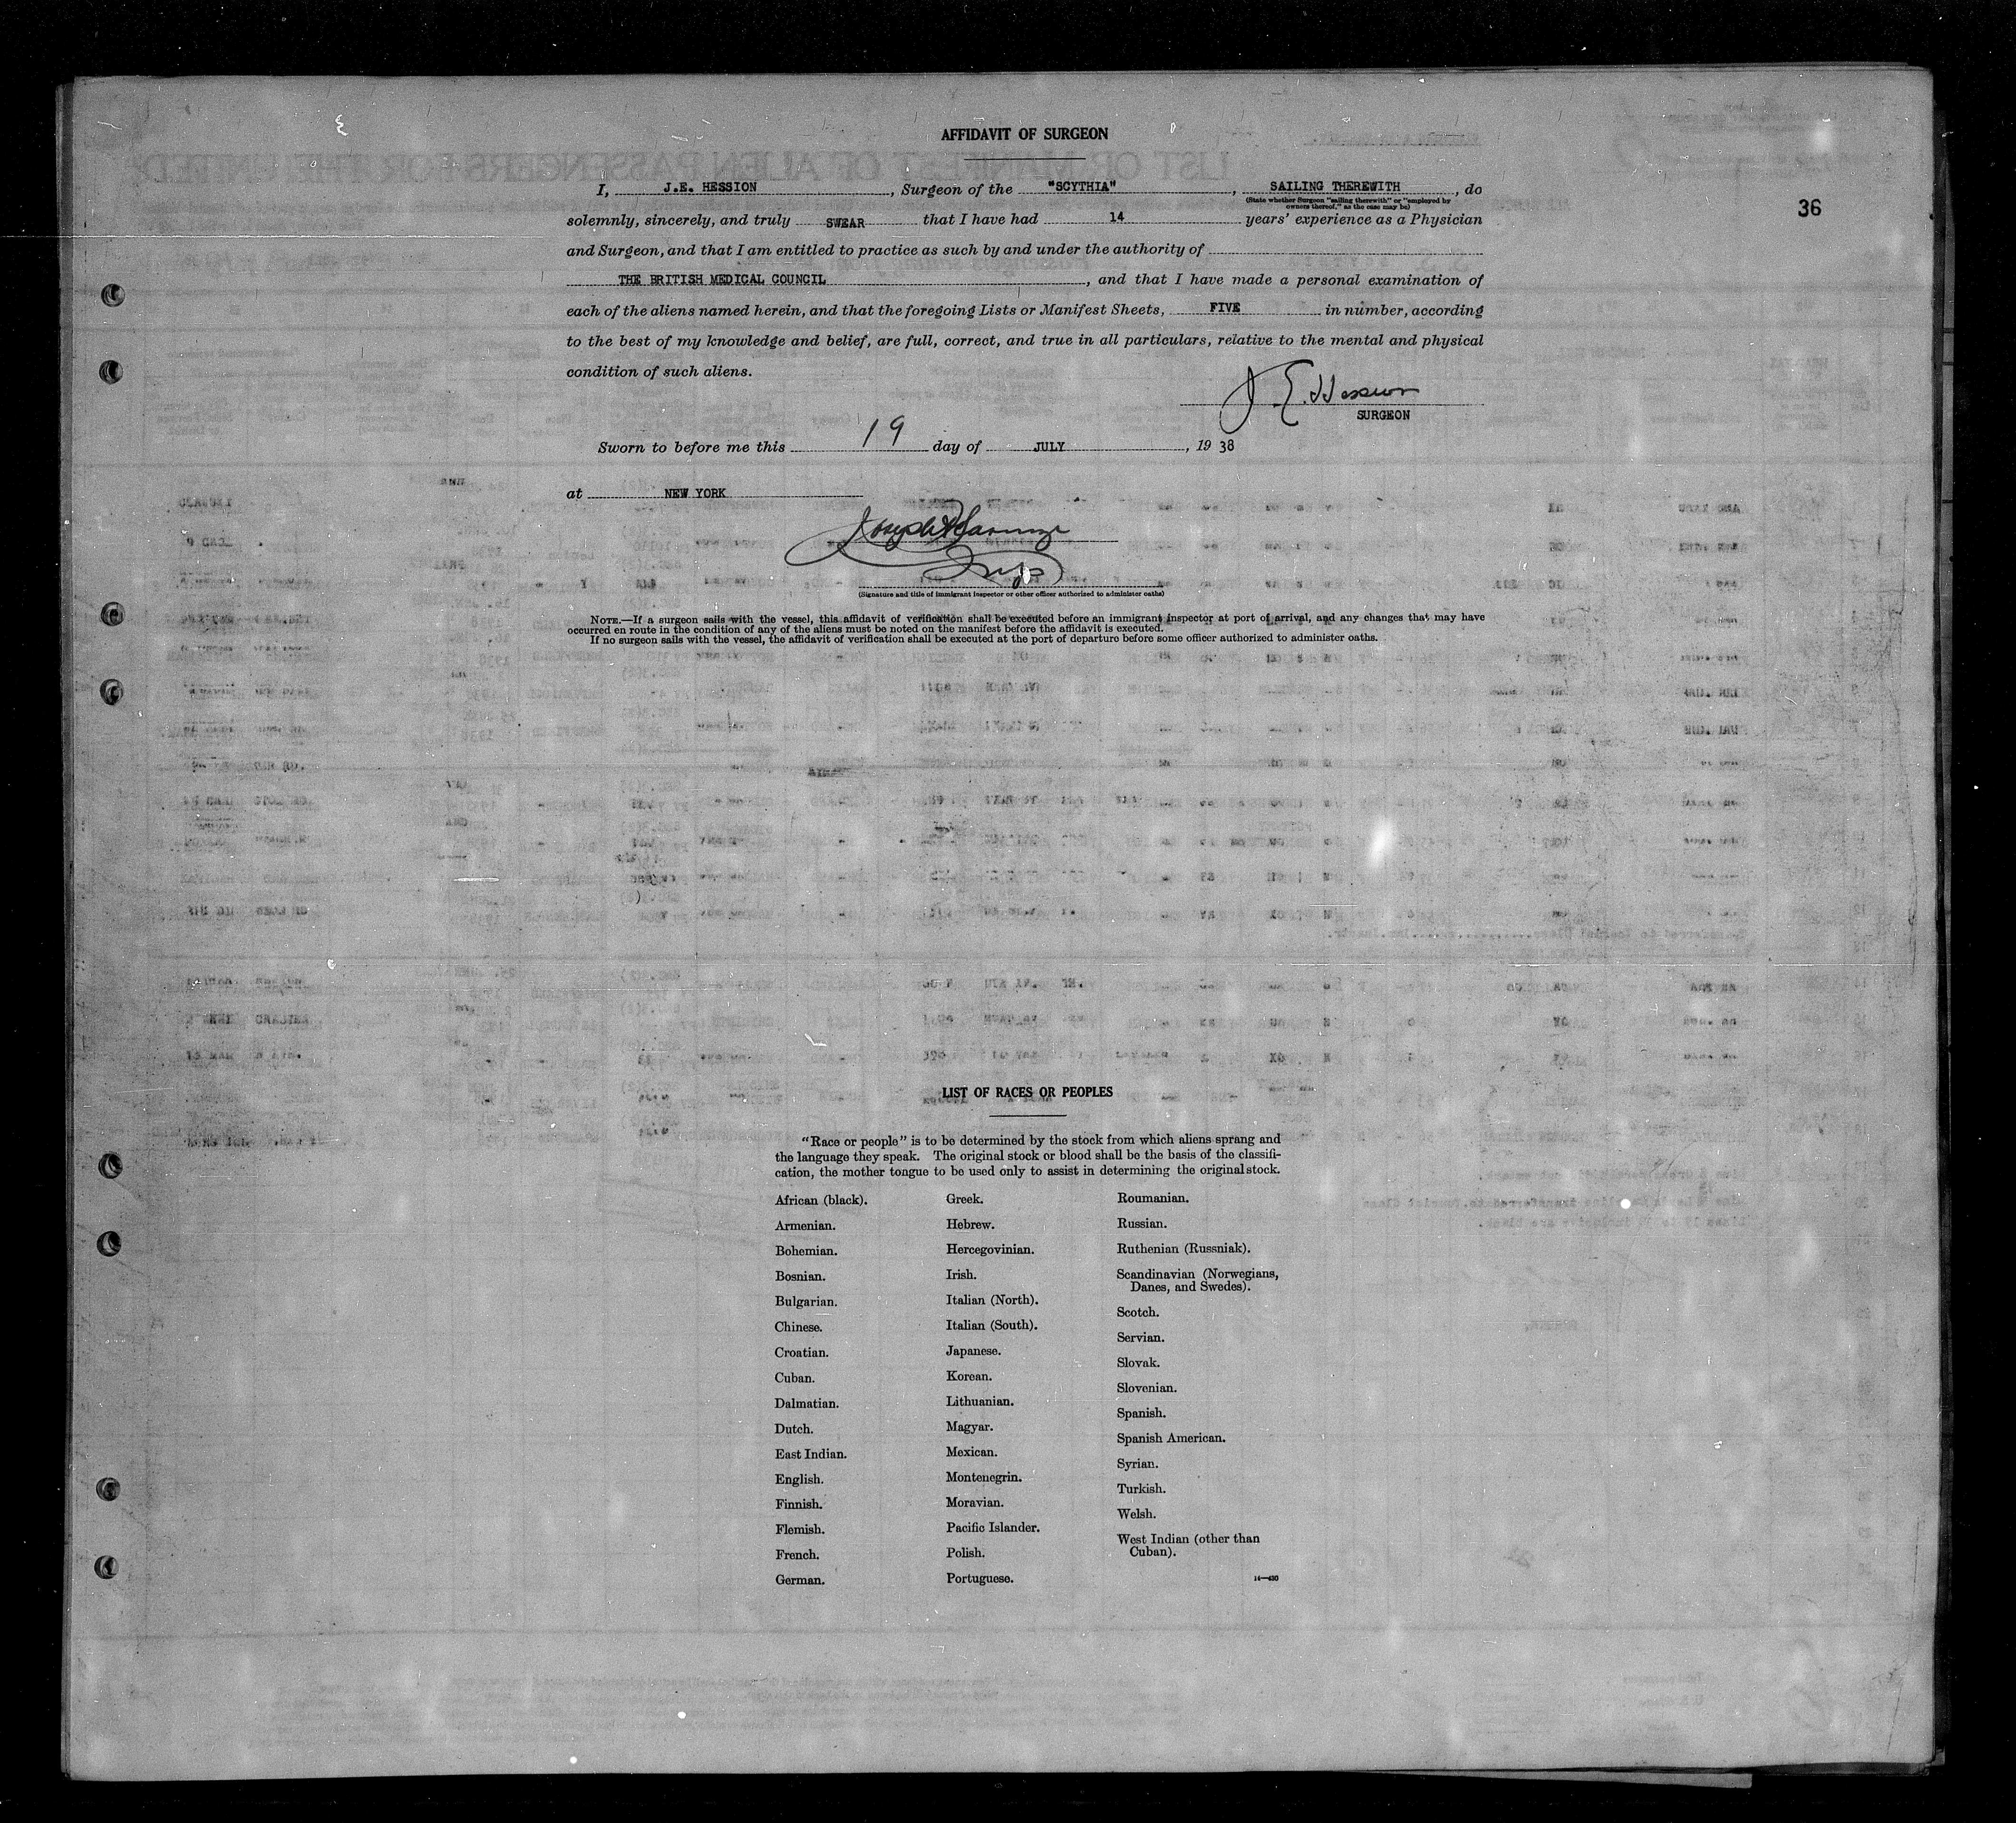 AFFIDAVIT OF SURGEON
I, J.E. HESSION, Surgeon of the "SCYTHIA", SAILING THEREWITH, do
(State whether Surgeon "sailing therewith" or "employed by
owners thereof," as the case may be)
36
solemnly, sincerely, and truly SWEAR that I have had 14 years' experience as a Physician
and Surgeon, and that I am entitled to practice as such by and under the authority of
THE BRITISH MEDICAL COUNCIL, and that I have made a personal examination of
each of the aliens named herein, and that the foregoing Lists or Manifest Sheets, FIVE in number, according
to the best of my knowledge and belief, are full, correct, and true in all particulars, relative to the mental and physical
condition of such aliens.
J. E. Hession
SURGEON
Sworn to before me this 19 day of JULY, 1938
at NEW YORK
Joseph
(Signature and title of immigrant inspector or other officer authorized to administer oaths)
NOTE.—If a surgeon sails with the vessel, this affidavit of verification shall be executed before an immigrant inspector at port of arrival, and any changes that may have
occurred en route in the condition of any of the aliens must be noted on the manifest before the affidavit is executed.
If no surgeon sails with the vessel, the affidavit of verification shall be executed at the port of departure before some officer authorized to administer oaths.
LIST OF RACES OR PEOPLES
"Race or people" is to be determined by the stock from which aliens sprang and
the language they speak. The original stock or blood shall be the basis of the classifi-
cation, the mother tongue to be used only to assist in determining the original stock.
African (black).
Armenian.
Bohemian.
Bosnian.
Bulgarian.
Chinese.
Croatian.
Cuban.
Dalmatian.
Dutch.
East Indian.
English.
Finnish.
Flemish.
French.
German.
Greek.
Hebrew.
Hercegovinian.
Irish.
Italian (North).
Italian (South).
Japanese.
Korean.
Lithuanian.
Magyar.
Mexican.
Montenegrin.
Moravian.
Pacific Islander.
Polish.
Portuguese.
Roumanian.
Russian.
Ruthenian (Russniak).
Scandinavian (Norwegians,
Danes, and Swedes).
Scotch.
Servian.
Slovak.
Slovenian.
Spanish.
Spanish American.
Syrian.
Turkish.
Welsh.
West Indian (other than
Cuban).
14—430